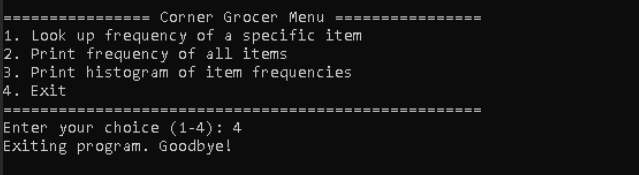 ================ Corner Grocer Menu ================
1. Look up frequency of a specific item
2. Print frequency of all items
3. Print histogram of item frequencies
4. Exit
====================================================
Enter your choice (1-4): 4
Exiting program. Goodbye!